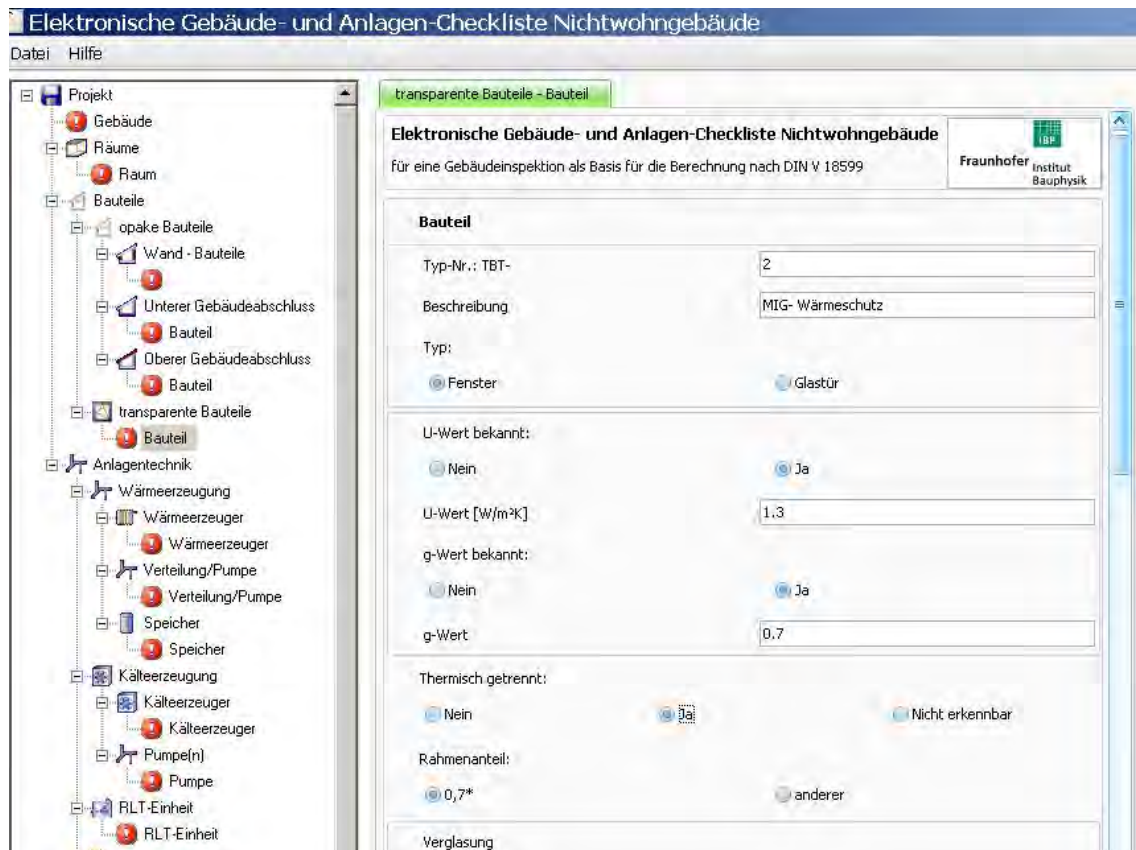 Elektronische Gebäude- und Anlagen-Checkliste Nichtwohngebäude
Datei Hilfe
Projekt
Gebäude
Räume
Raum
Bauteile
opake Bauteile
Wand - Bauteile
Unterer Gebäudeabschluss
Bauteil
Oberer Gebäudeabschluss
Bauteil
transparente Bauteile
Bauteil
Anlagentechnik
Wärmeerzeugung
Wärmeerzeuger
Wärmeerzeuger
Verteilung/Pumpe
Verteilung/Pumpe
Speicher
Speicher
Kälteerzeugung
Kälteerzeuger
Kälteerzeuger
Pumpe(n)
Pumpe
RLT-Einheit
RLT-Einheit
transparente Bauteile - Bauteil
Elektronische Gebäude- und Anlagen-Checkliste Nichtwohngebäude
für eine Gebäudeinspektion als Basis für die Berechnung nach DIN V 18599
IBP
Fraunhofer Institut
Bauphysik
Bauteil
Typ-Nr.: TBT- 2
Beschreibung MIG- Wärmeschutz
Typ:
Fenster Glastür
U-Wert bekannt:
Nein Ja
U-Wert [W/m²K] 1.3
g-Wert bekannt:
Nein Ja
g-Wert 0.7
Thermisch getrennt:
Nein Ja Nicht erkennbar
Rahmenanteil:
0,7* anderer
Verglasung